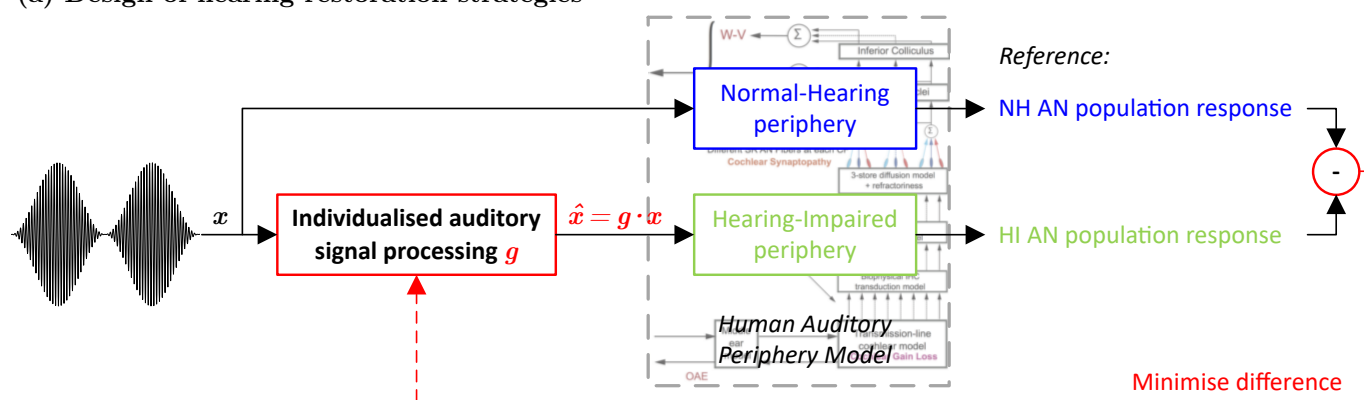 (a) Design of hearing restoration strategies
W-V
Σ
Inferior Colliculus
Reference:
Normal-Hearing
periphery
NH AN population response
Σ
Cochlear Synaptopathy
3-store diffusion model
+ refractoriness
-
x
Individualised auditory
signal processing g
x̂ = g · x
Hearing-Impaired
periphery
HI AN population response
transduction model
Human Auditory
Periphery Model
Transmission-line
cochlear model
Gain Loss
ear
OAE
Minimise difference